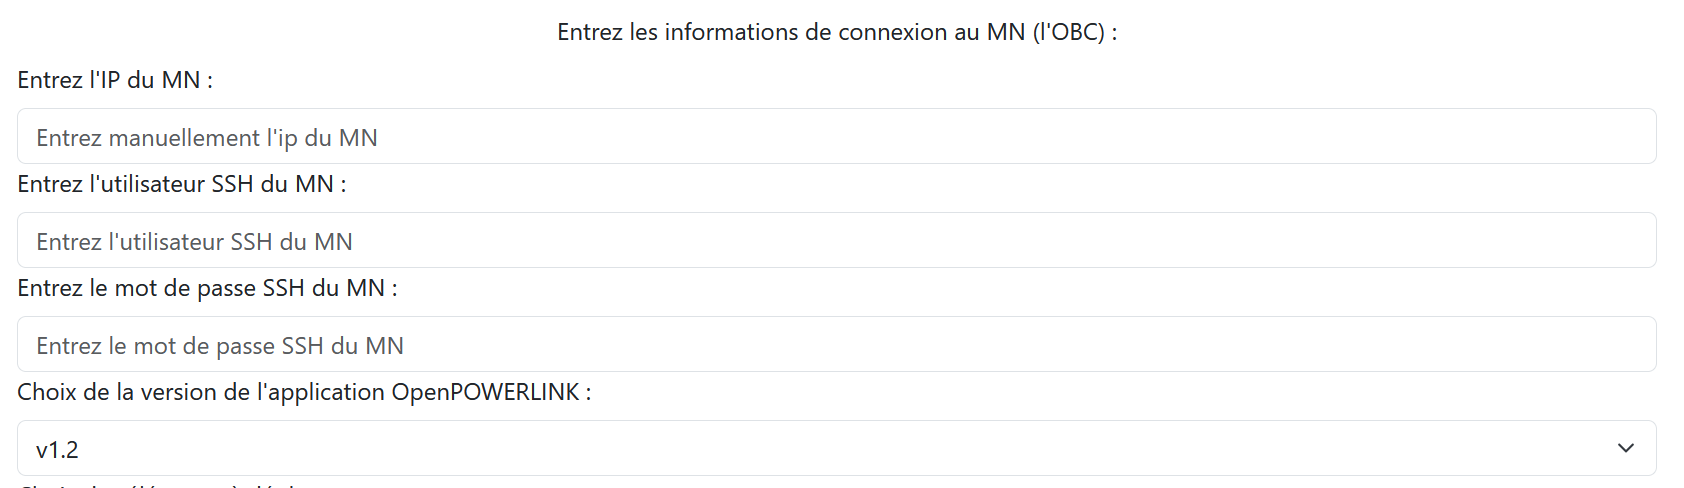 Entrez les informations de connexion au MN (l'OBC) :
Entrez l'IP du MN :
Entrez manuellement l'ip du MN
Entrez l'utilisateur SSH du MN :
Entrez l'utilisateur SSH du MN
Entrez le mot de passe SSH du MN :
Entrez le mot de passe SSH du MN
Choix de la version de l'application OpenPOWERLINK :
v1.2